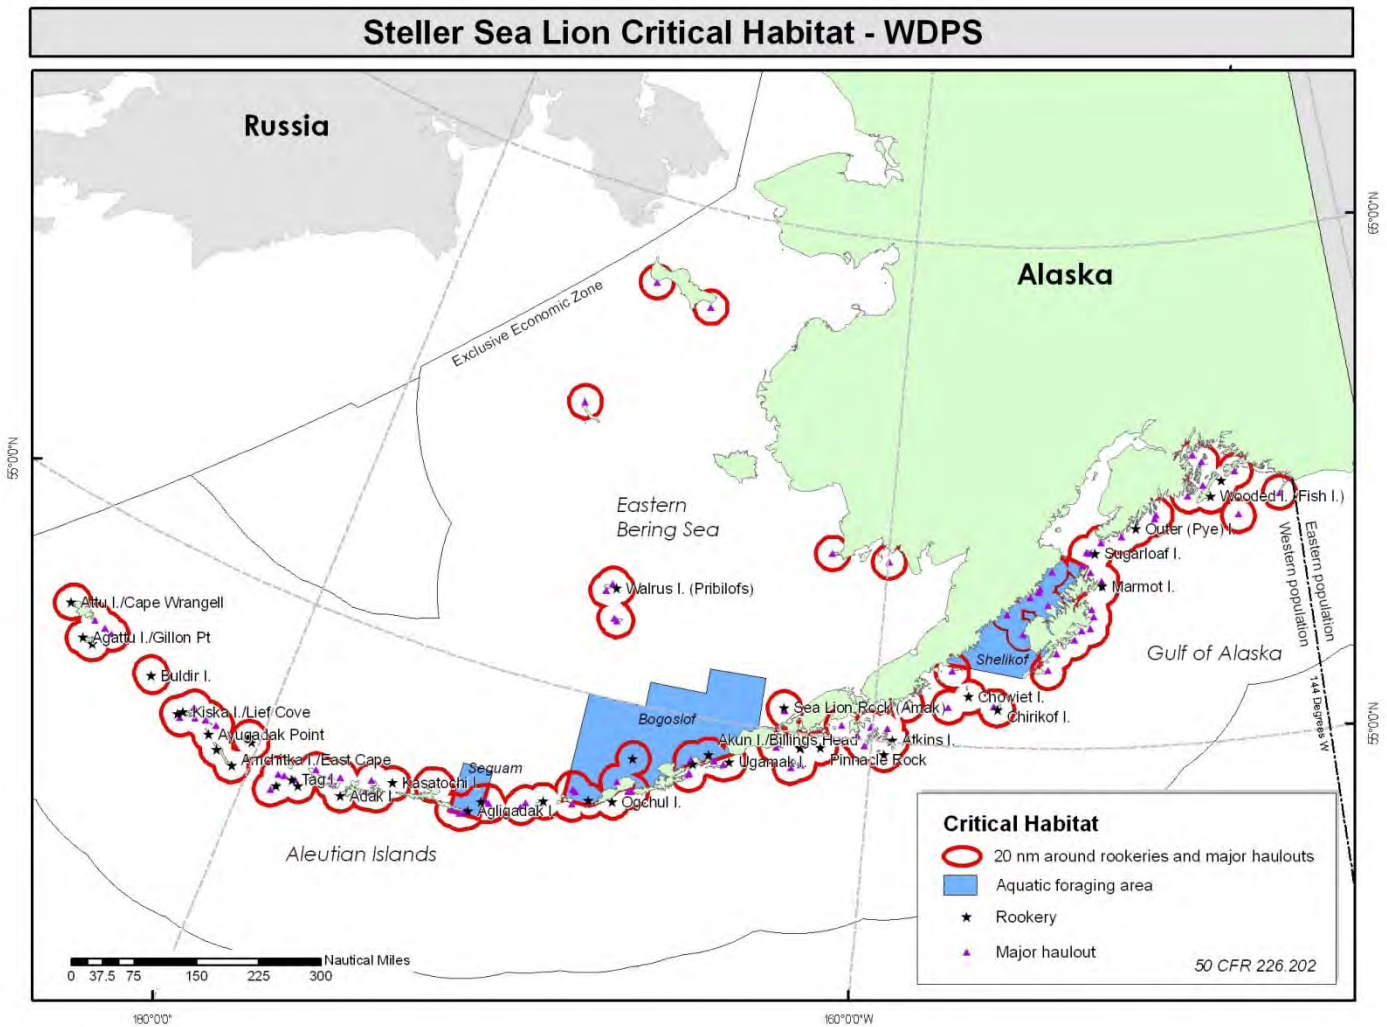 Steller Sea Lion Critical Habitat - WDPS
Russia
Alaska
65°0'0"N
Exclusive Economic Zone
55°0'0"N
Eastern
Bering Sea
Wooded I. (Fish I.)
Outer (Pye) I.
Sugarloaf I.
Marmot I.
Eastern population
Western population
144 Degrees W
Walrus I. (Pribilofs)
Attu I./Cape Wrangell
Agattu I./Gillon Pt
Buldir I.
Shelikof
Gulf of Alaska
Chowiet I.
Chirikof I.
Kiska I./Lief Cove
Ayugadak Point
Amchitka I./East Cape
Bogoslof
Sea Lion Rock (Amak)
Akun I./Billings Head
Atkins I.
Ugamak I.
Pinnacle Rock
55°0'0"N
Seguam
Tag I.
Kasatochi I.
Adak I.
Agligadak I.
Ogchul I.
Aleutian Islands
Critical Habitat
20 nm around rookeries and major haulouts
Aquatic foraging area
Rookery
Major haulout
50 CFR 226.202
Nautical Miles
0 37.5 75 150 225 300
180°0'0"
160°0'0"W